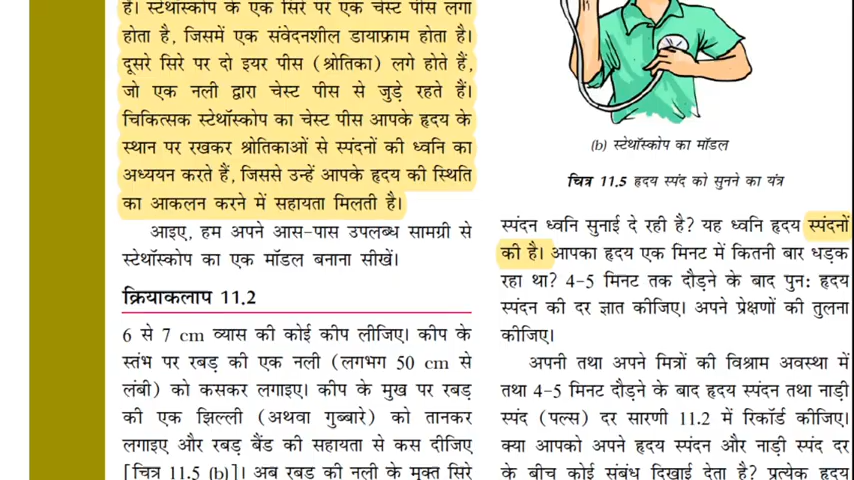 है। स्टेथॉस्कोप के एक सिरे पर एक चेस्ट पीस लगा
होता है, जिसमें एक संवेदनशील डायाफ्राम होता है।
दूसरे सिरे पर दो इयर पीस (श्रोतिका) लगे होते हैं,
जो एक नली द्वारा चेस्ट पीस से जुड़े रहते हैं।
चिकित्सक स्टेथॉस्कोप का चेस्ट पीस आपके हृदय के
स्थान पर रखकर श्रोतिकाओं से स्पंदनों की ध्वनि का
अध्ययन करते हैं, जिससे उन्हें आपके हृदय की स्थिति
का आकलन करने में सहायता मिलती है।
आइए, हम अपने आस-पास उपलब्ध सामग्री से
स्टेथॉस्कोप का एक मॉडल बनाना सीखें।
क्रियाकलाप 11.2
6 से 7 cm व्यास की कोई कीप लीजिए। कीप के
स्तंभ पर रबड़ की एक नली (लगभग 50 cm से
लंबी) को कसकर लगाइए। कीप के मुख पर रबड़
की एक झिल्ली (अथवा गुब्बारे) को तानकर
लगाइए और रबड़ बैंड की सहायता से कस दीजिए
[चित्र 11.5 (b)]। अब रबड़ की नली के मुक्त सिरे
(b) स्टेथॉस्कोप का मॉडल
चित्र 11.5 हृदय स्पंद को सुनने का यंत्र
स्पंदन ध्वनि सुनाई दे रही है? यह ध्वनि हृदय स्पंदनों
की है। आपका हृदय एक मिनट में कितनी बार धड़क
रहा था? 4-5 मिनट तक दौड़ने के बाद पुन: हृदय
स्पंदन की दर ज्ञात कीजिए। अपने प्रेक्षणों की तुलना
कीजिए।
अपनी तथा अपने मित्रों की विश्राम अवस्था में
तथा 4-5 मिनट दौड़ने के बाद हृदय स्पंदन तथा नाड़ी
स्पंद (पल्स) दर सारणी 11.2 में रिकॉर्ड कीजिए।
क्या आपको अपने हृदय स्पंदन और नाड़ी स्पंद दर
के बीच कोई संबंध दिखाई देता है? प्रत्येक हृदय